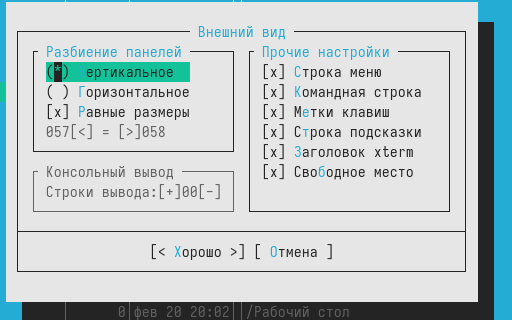 Внешний вид
Разбиение панелей
(*) ертикальное
( ) Горизонтальное
[x] Равные размеры
057[<] = [>]058
Консольный вывод
Строки вывода:[+]00[-]
Прочие настройки
[x] Строка меню
[x] Командная строка
[x] Метки клавиш
[x] Строка подсказки
[x] Заголовок xterm
[x] Свободное место
[< Хорошо >] [ Отмена ]
0 фев 20 20:02 /Рабочий стол